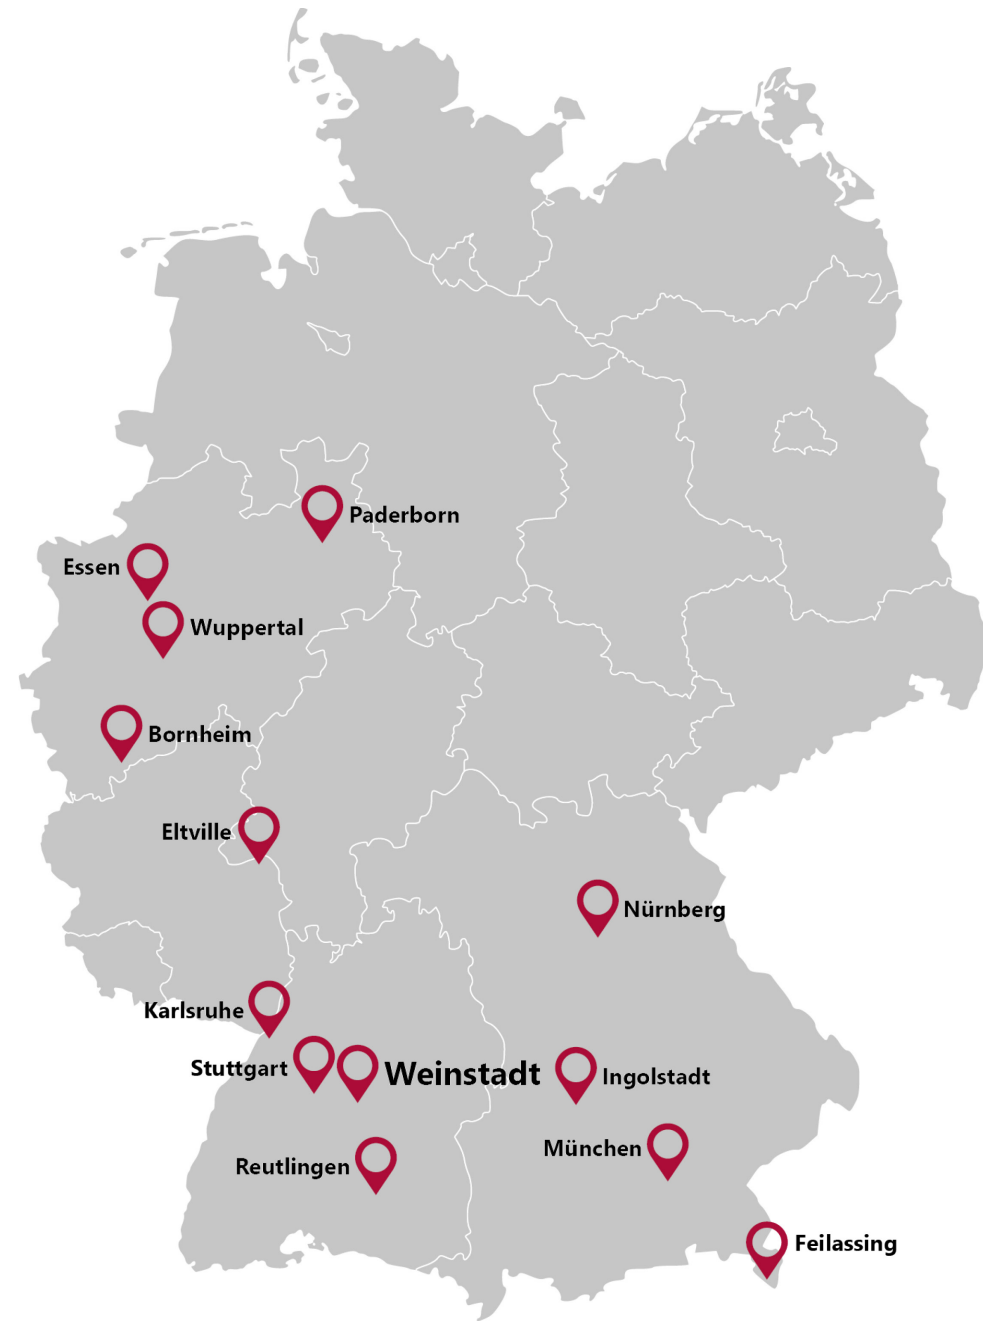 Paderborn
Essen
Wuppertal
Bornheim
Eltville
Nürnberg
Karlsruhe
Stuttgart
Weinstadt
Ingolstadt
München
Reutlingen
Feilassing